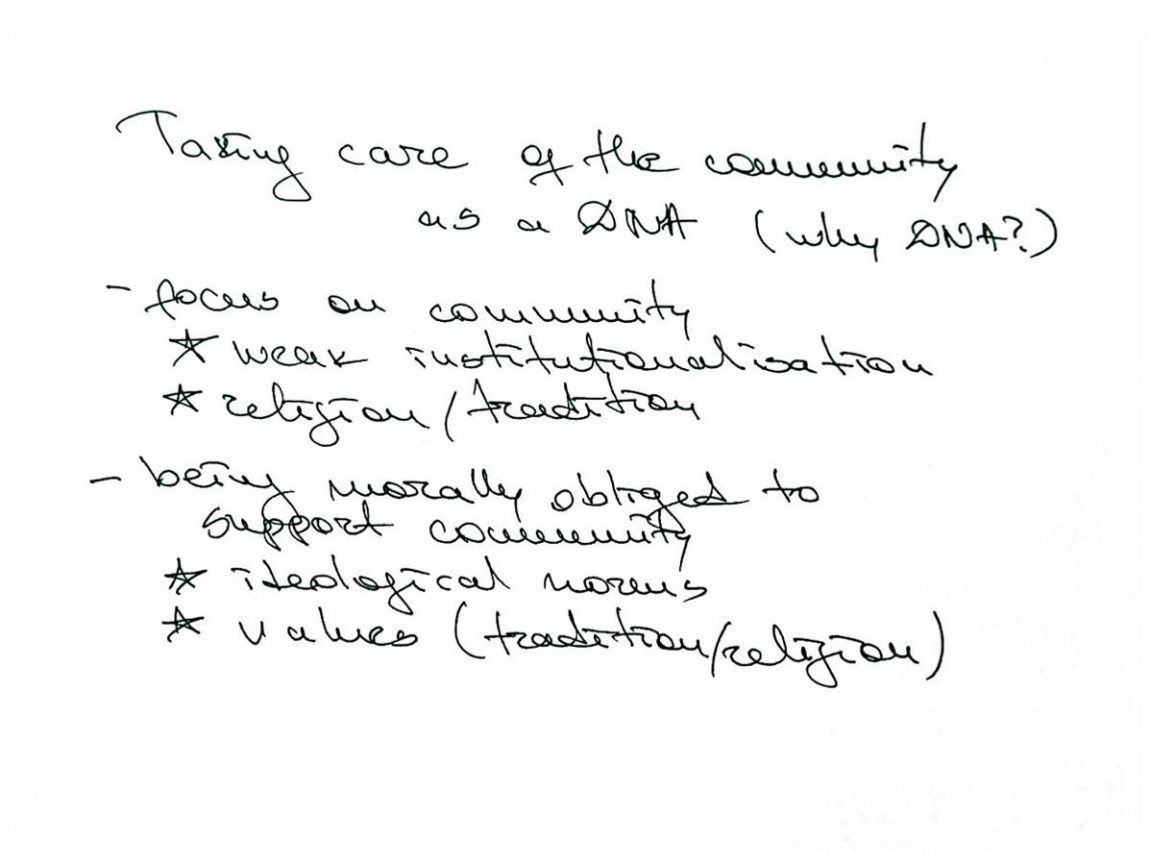 Taking care of the community
as a DNA (why DNA?)
- focus on community
* weak institutionalisation
* religion/tradition
- being morally obliged to
support community
* ideological norms
* values (tradition/religion)